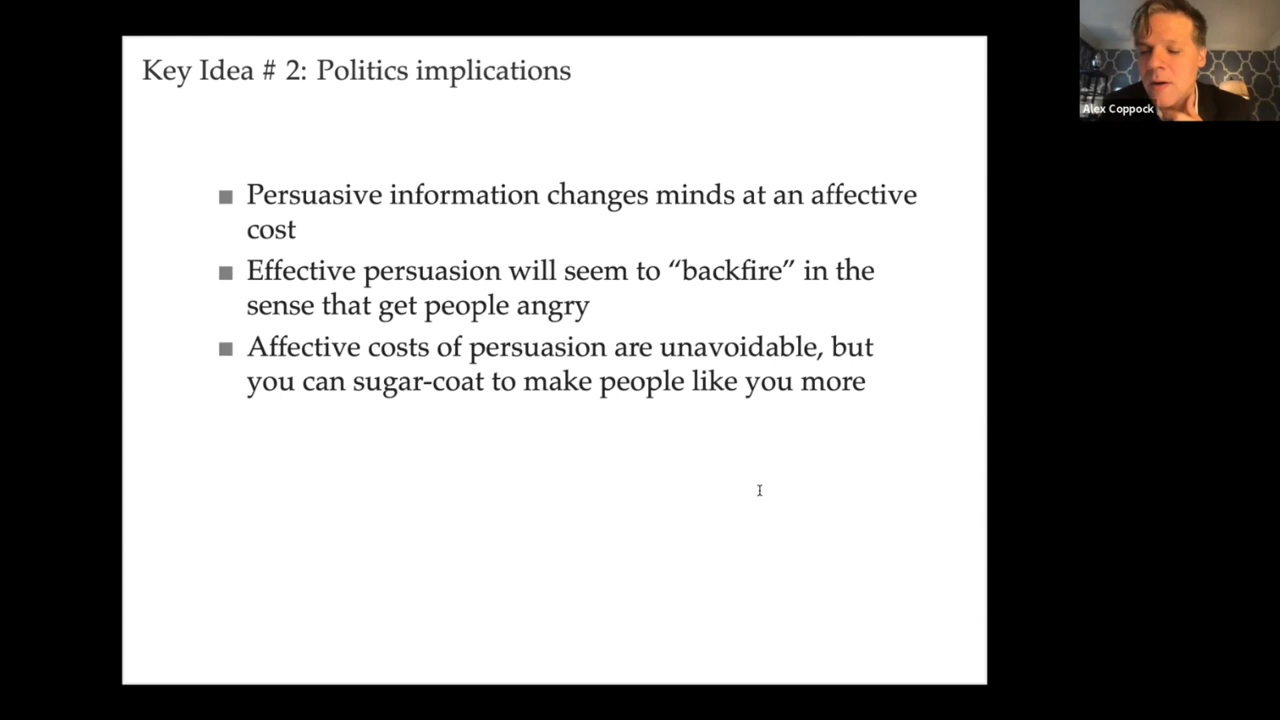 Key Idea # 2: Politics implications
Alex Coppock
Persuasive information changes minds at an affective
cost
Effective persuasion will seem to “backfire” in the
sense that get people angry
Affective costs of persuasion are unavoidable, but
you can sugar-coat to make people like you more